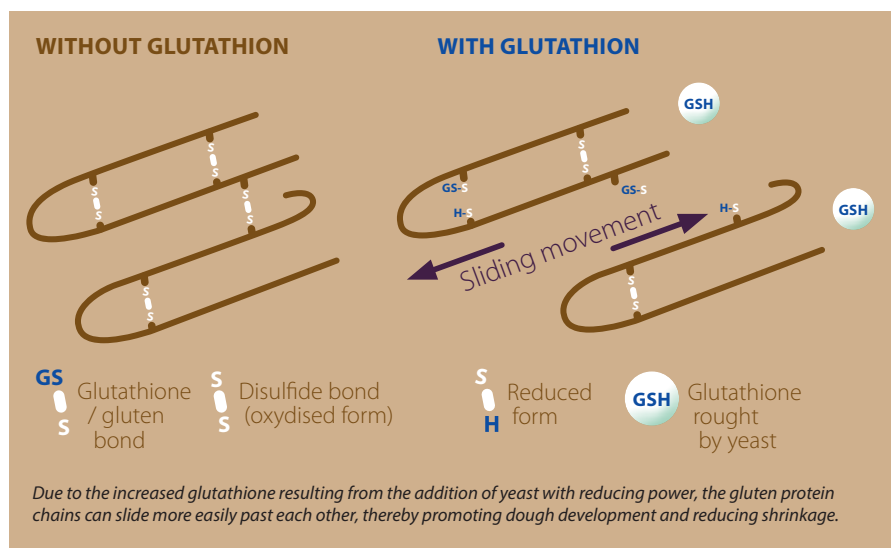 WITHOUT GLUTATHION
WITH GLUTATHION
S
S
S
S
S
S
S
S
GSH
S
S
GS-S
GS-S
H-S
H-S
GSH
Sliding movement
S
S
GS
S
Glutathione
/ gluten
bond
S
S
Disulfide bond
(oxydised form)
S
H
Reduced
form
GSH
Glutathione
rought
by yeast
Due to the increased glutathione resulting from the addition of yeast with reducing power, the gluten protein
chains can slide more easily past each other, thereby promoting dough development and reducing shrinkage.